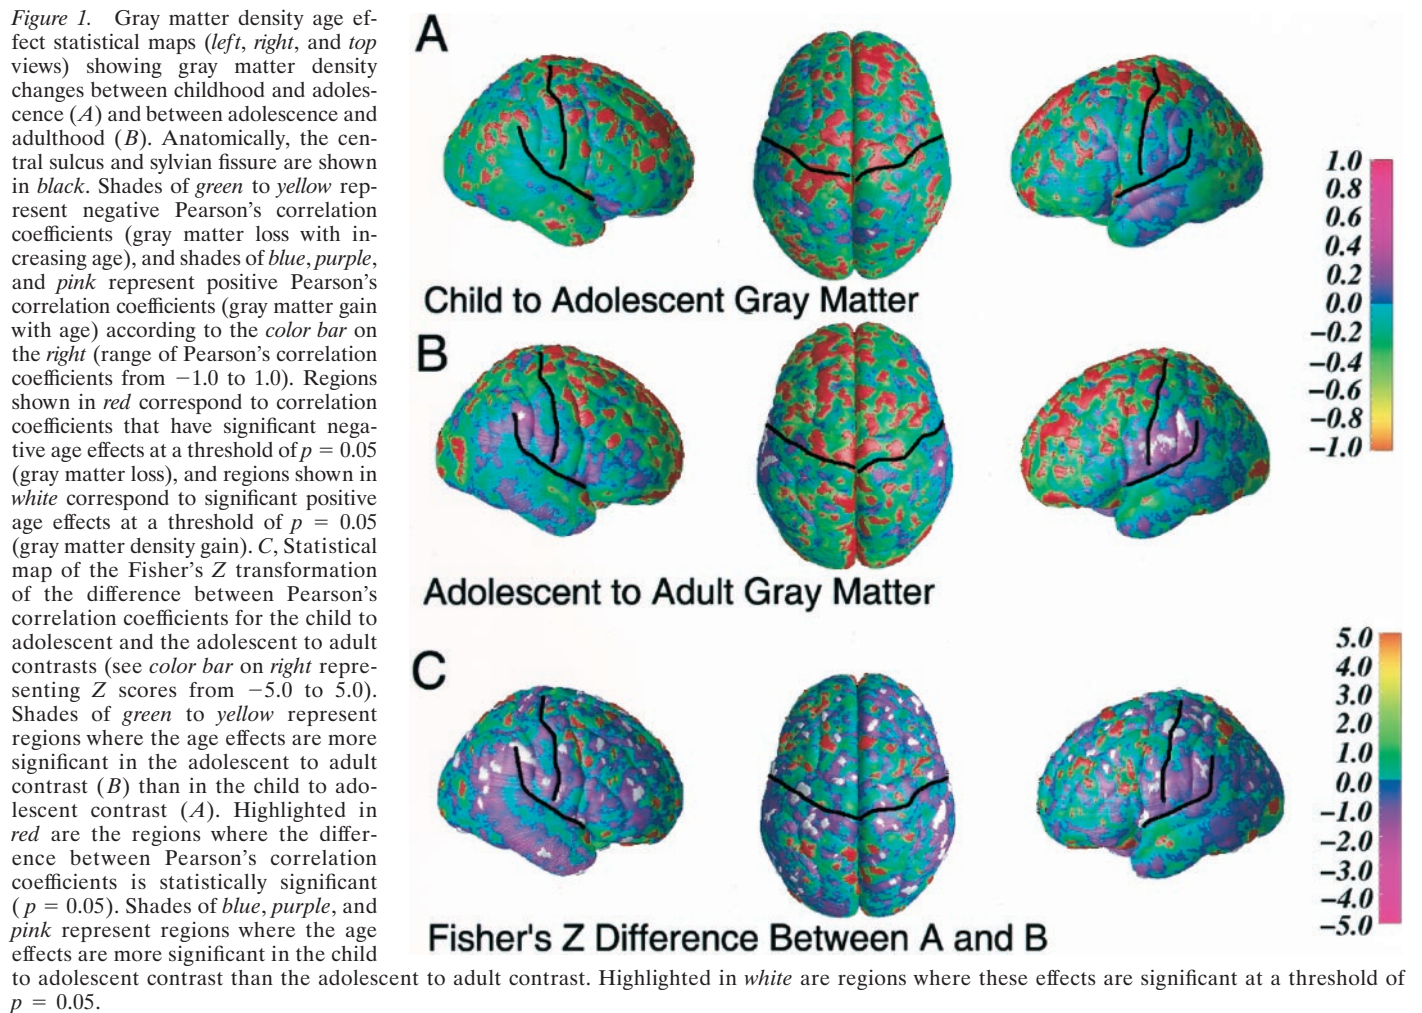 Figure 1. Gray matter density age ef-
fect statistical maps (left, right, and top
views) showing gray matter density
changes between childhood and adoles-
cence (A) and between adolescence and
adulthood (B). Anatomically, the cen-
tral sulcus and sylvian fissure are shown
in black. Shades of green to yellow rep-
resent negative Pearson's correlation
coefficients (gray matter loss with in-
creasing age), and shades of blue, purple,
and pink represent positive Pearson's
correlation coefficients (gray matter gain
with age) according to the color bar on
the right (range of Pearson's correlation
coefficients from −1.0 to 1.0). Regions
shown in red correspond to correlation
coefficients that have significant nega-
tive age effects at a threshold of p = 0.05
(gray matter loss), and regions shown in
white correspond to significant positive
age effects at a threshold of p = 0.05
(gray matter density gain). C, Statistical
map of the Fisher's Z transformation
of the difference between Pearson's
correlation coefficients for the child to
adolescent and the adolescent to adult
contrasts (see color bar on right repre-
senting Z scores from −5.0 to 5.0).
Shades of green to yellow represent
regions where the age effects are more
significant in the adolescent to adult
contrast (B) than in the child to ado-
lescent contrast (A). Highlighted in
red are the regions where the differ-
ence between Pearson's correlation
coefficients is statistically significant
(p = 0.05). Shades of blue, purple, and
pink represent regions where the age
effects are more significant in the child
to adolescent contrast than the adolescent to adult contrast. Highlighted in white are regions where these effects are significant at a threshold of
p = 0.05.
A
Child to Adolescent Gray Matter
B
Adolescent to Adult Gray Matter
1.0
0.8
0.6
0.4
0.2
0.0
−0.2
−0.4
−0.6
−0.8
−1.0
C
Fisher's Z Difference Between A and B
5.0
4.0
3.0
2.0
1.0
0.0
−1.0
−2.0
−3.0
−4.0
−5.0